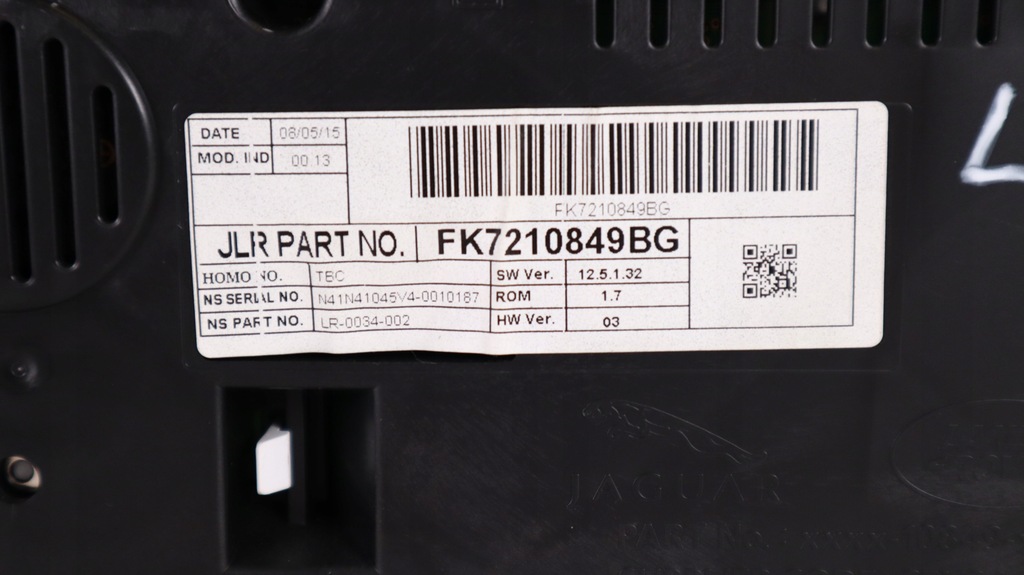 DATE 08/05/15
MOD. IND 00.13
FK7210849BG
JLR PART NO. FK7210849BG
HOMO NO. TBC SW Ver. 12.5.1.32
NS SERIAL NO. N41N41045V4-0010187 ROM 1.7
NS PART NO. LR-0034-002 HW Ver. 03
L
JAGUAR
PART No.